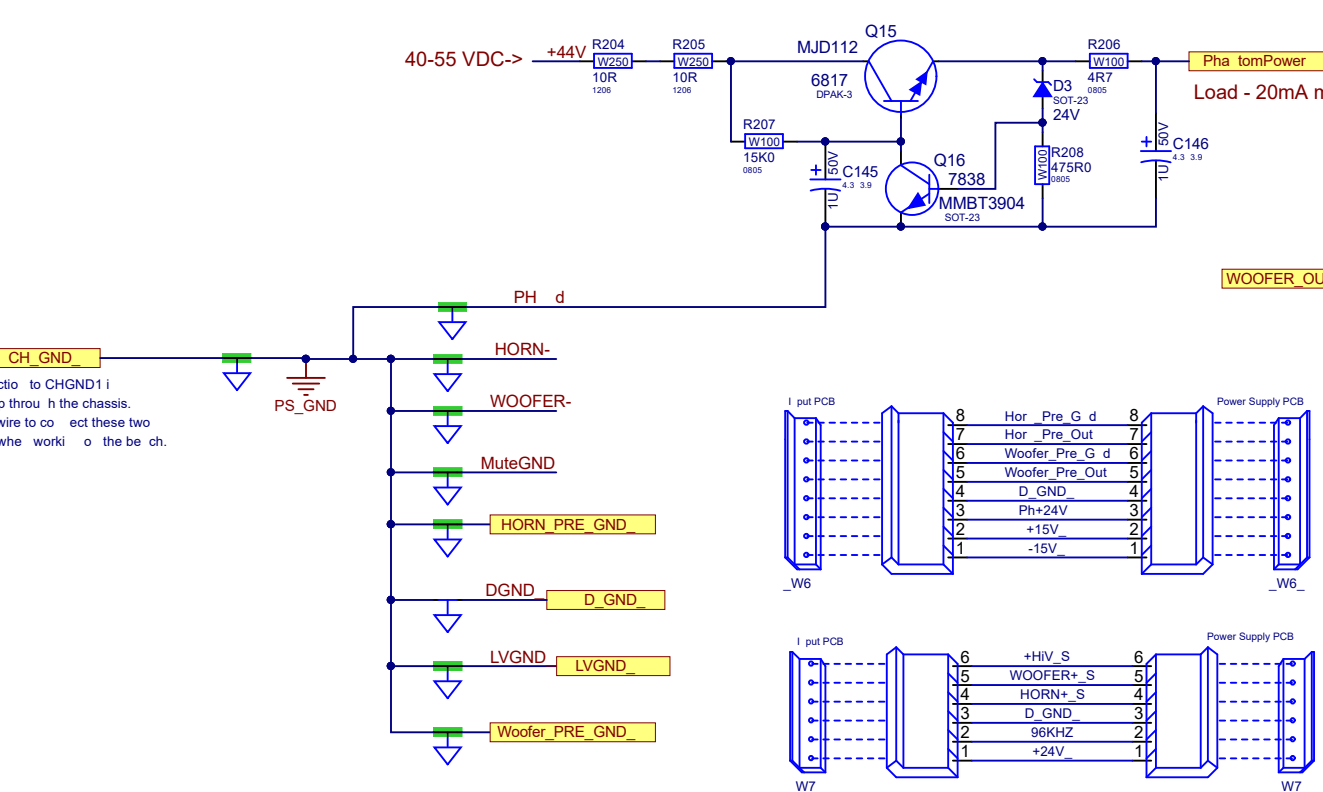 40-55 VDC->
+44V
R204
W250
10R
1206
R205
W250
10R
1206
MJD112
Q15
6817
DPAK-3
R206
W100
4R7
0805
Pha tomPower
Load - 20mA m
D3
SOT-23
24V
R207
W100
15K0
0805
50V
C145
4.3 3.9
1U
Q16
7838
MMBT3904
SOT-23
W100
R208
475R0
0805
50V
C146
4.3 3.9
1U
WOOFER_OU
PH d
CH_GND_
HORN-
ctio to CHGND1 i
p throu h the chassis.
wire to co ect these two
whe worki o the be ch.
PS_GND
WOOFER-
MuteGND
HORN_PRE_GND_
DGND_
D_GND_
LVGND_
LVGND_
Woofer_PRE_GND_
I put PCB
Power Supply PCB
8 Hor _Pre_G d 8
7 Hor _Pre_Out 7
6 Woofer_Pre_G d 6
5 Woofer_Pre_Out 5
4 D_GND_ 4
3 Ph+24V 3
2 +15V_ 2
1 -15V_ 1
_W6
_W6_
I put PCB
Power Supply PCB
6 +HiV_S 6
5 WOOFER+_S 5
4 HORN+_S 4
3 D_GND_ 3
2 96KHZ 2
1 +24V_ 1
W7
W7